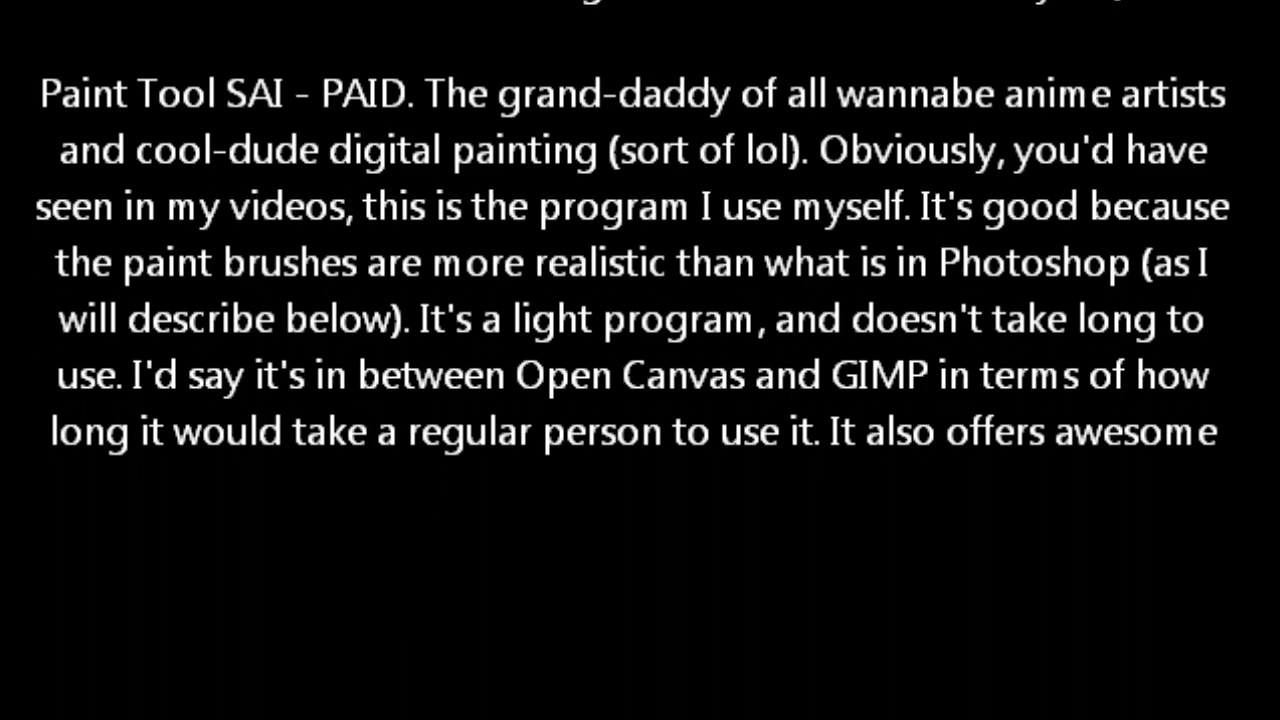 Paint Tool SAI - PAID. The grand-daddy of all wannabe anime artists
and cool-dude digital painting (sort of lol). Obviously, you'd have
seen in my videos, this is the program I use myself. It's good because
the paint brushes are more realistic than what is in Photoshop (as I
will describe below). It's a light program, and doesn't take long to
use. I'd say it's in between Open Canvas and GIMP in terms of how
long it would take a regular person to use it. It also offers awesome